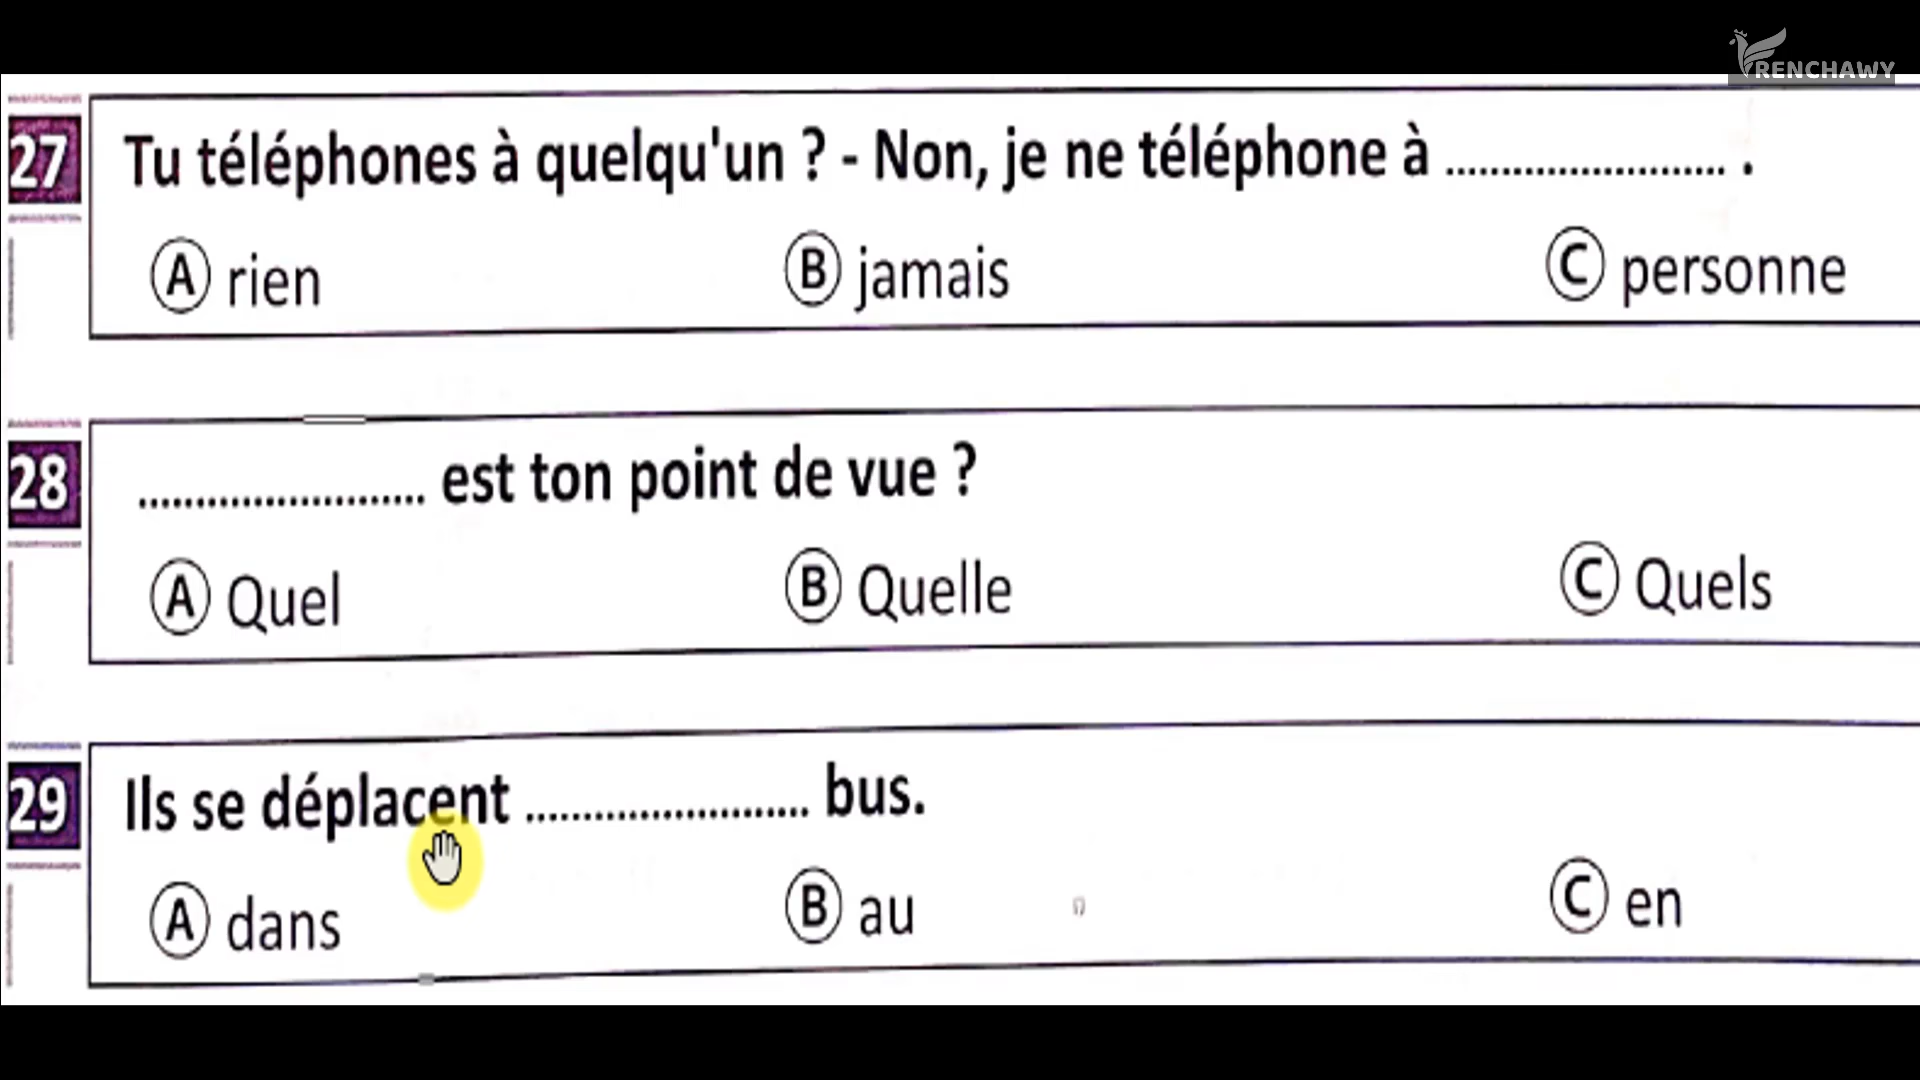 RENCHAWY
27 Tu téléphones à quelqu'un ? - Non, je ne téléphone à ........................ .
A rien B jamais C personne
28 ........................ est ton point de vue ?
A Quel B Quelle C Quels
29 Ils se déplacent ........................ bus.
A dans B au C en